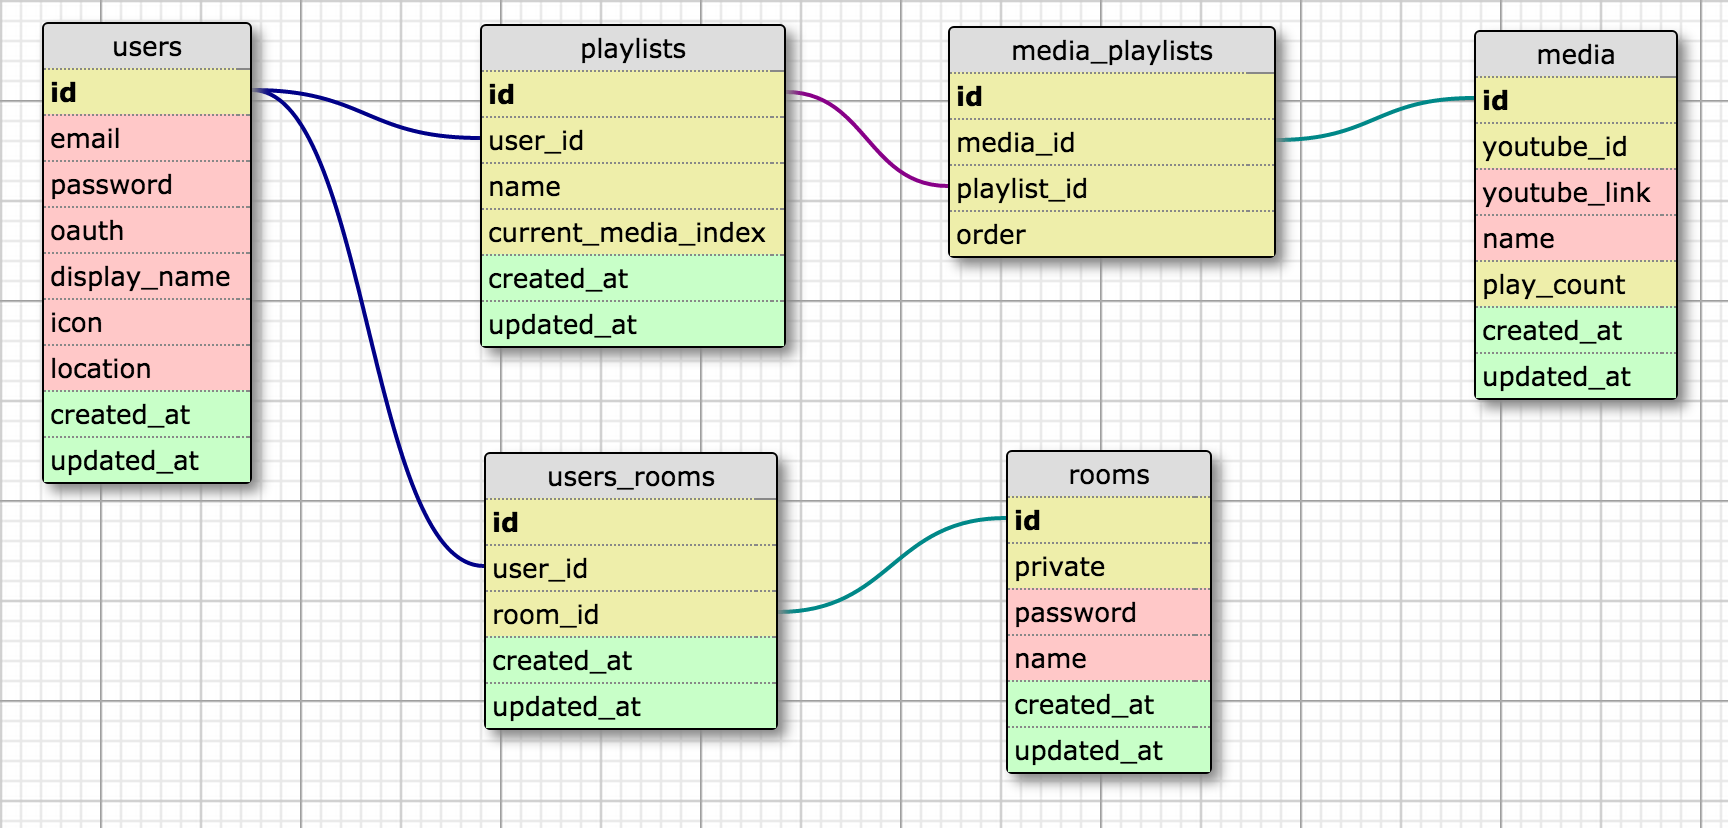 users
id
email
password
oauth
display_name
icon
location
created_at
updated_at
playlists
id
user_id
name
current_media_index
created_at
updated_at
media_playlists
id
media_id
playlist_id
order
media
id
youtube_id
youtube_link
name
play_count
created_at
updated_at
users_rooms
id
user_id
room_id
created_at
updated_at
rooms
id
private
password
name
created_at
updated_at